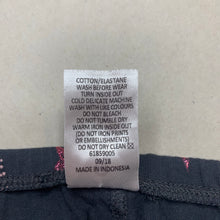 COTTON/ELASTANE
WASH BEFORE WEAR
TURN INSIDE OUT
COLD DELICATE MACHINE
WASH WITH LIKE COLOURS
DO NOT BLEACH
DO NOT TUMBLE DRY
WARM IRON INSIDE OUT
(DO NOT IRON PRINTS
OR EMBELLISHMENTS)
DO NOT DRY CLEAN
61859005
09/18
MADE IN INDONESIA